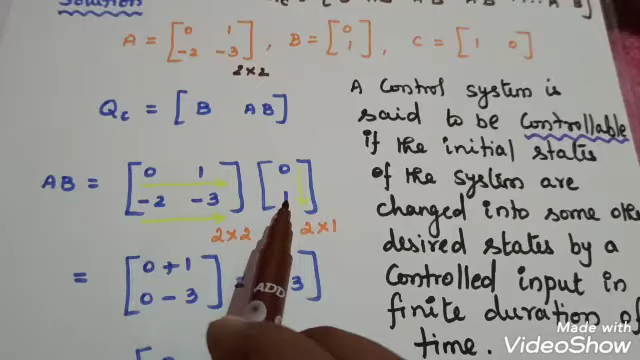 Solution
A = [ 0 1 -2 -3 ] , B = [ 0 1 ] , C = [ 1 0 ]
2×2
Qc = [ B AB ]
AB = [ 0 1 -2 -3 ] [ 0 1 ]
2×2 2×1
= [ 0 + 1 0 - 3 ] = 3 ]
ADD
A control system is
said to be controllable
if the initial states
of the system are
changed into some
desired states by a
controlled input in
finite duration of
time.
Made with
VideoShow